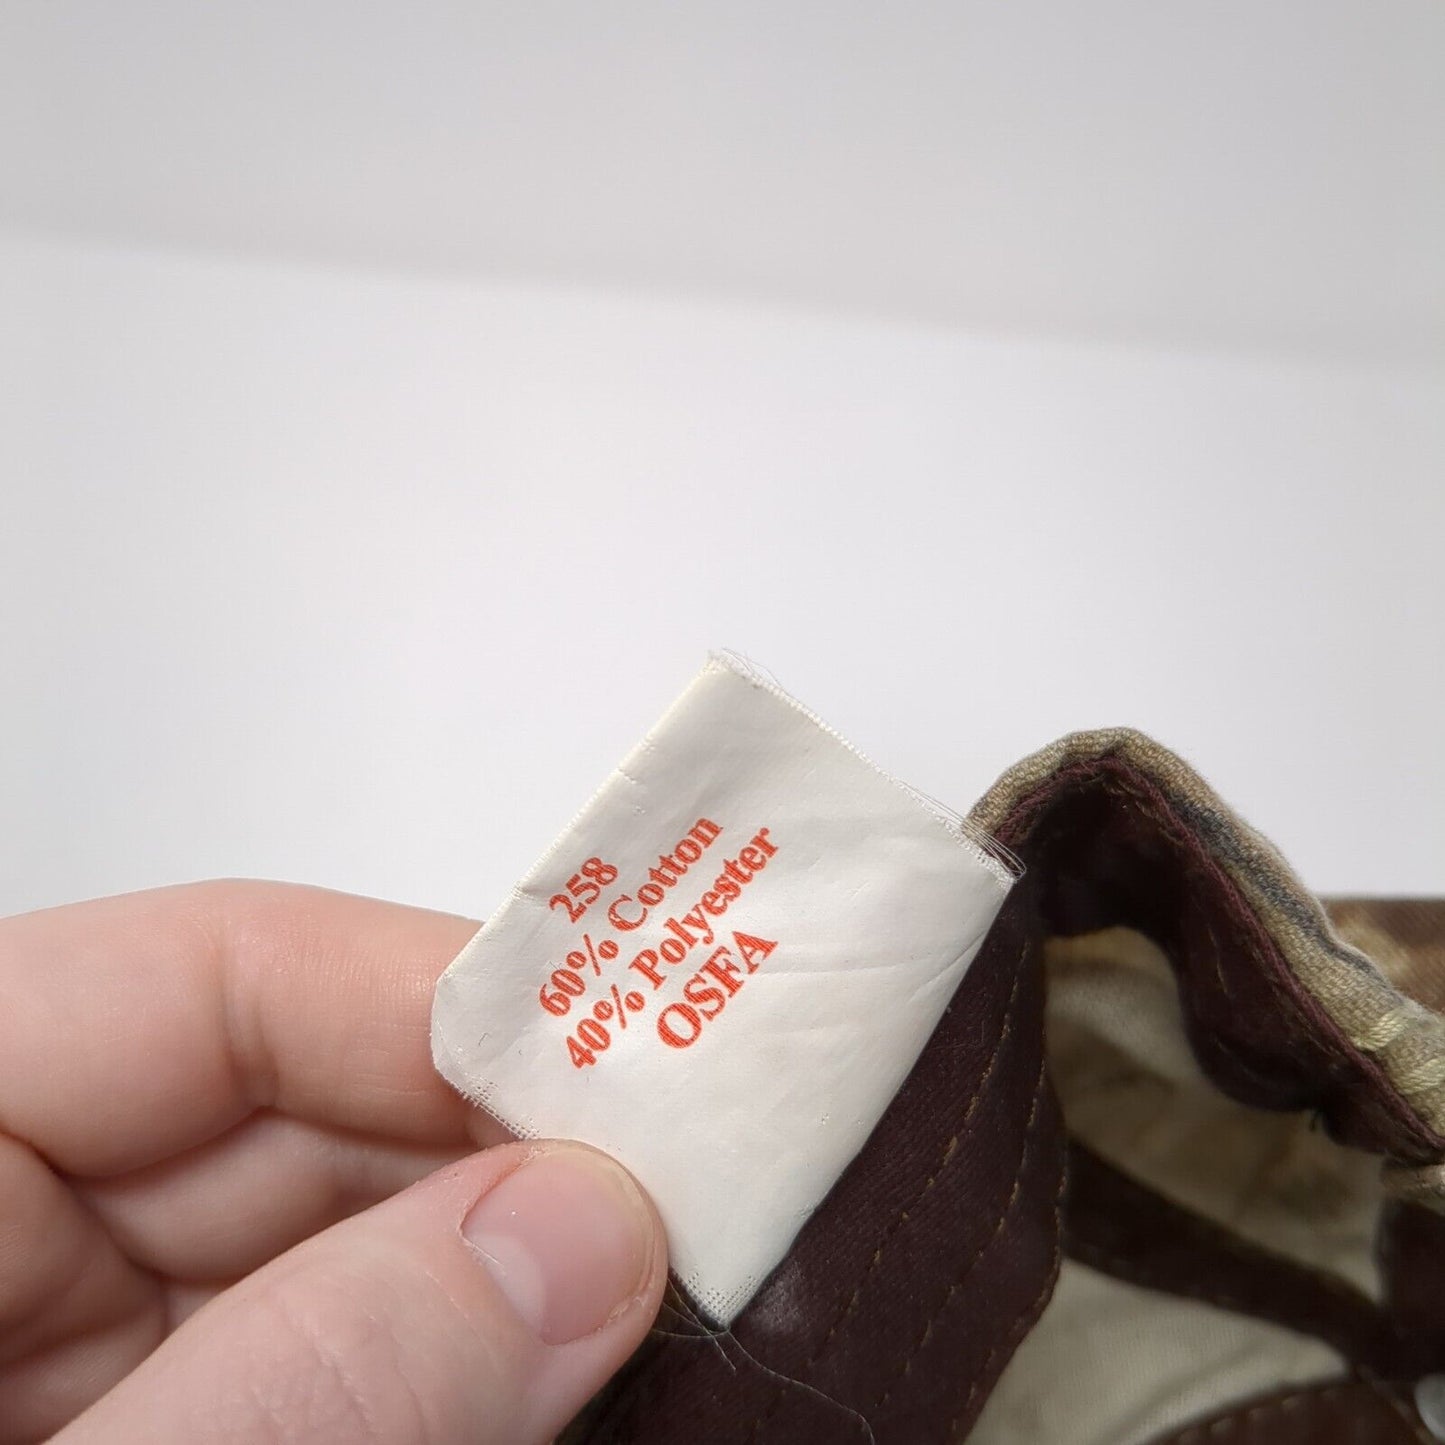 258
60% Cotton
40% Polyester
OSFA